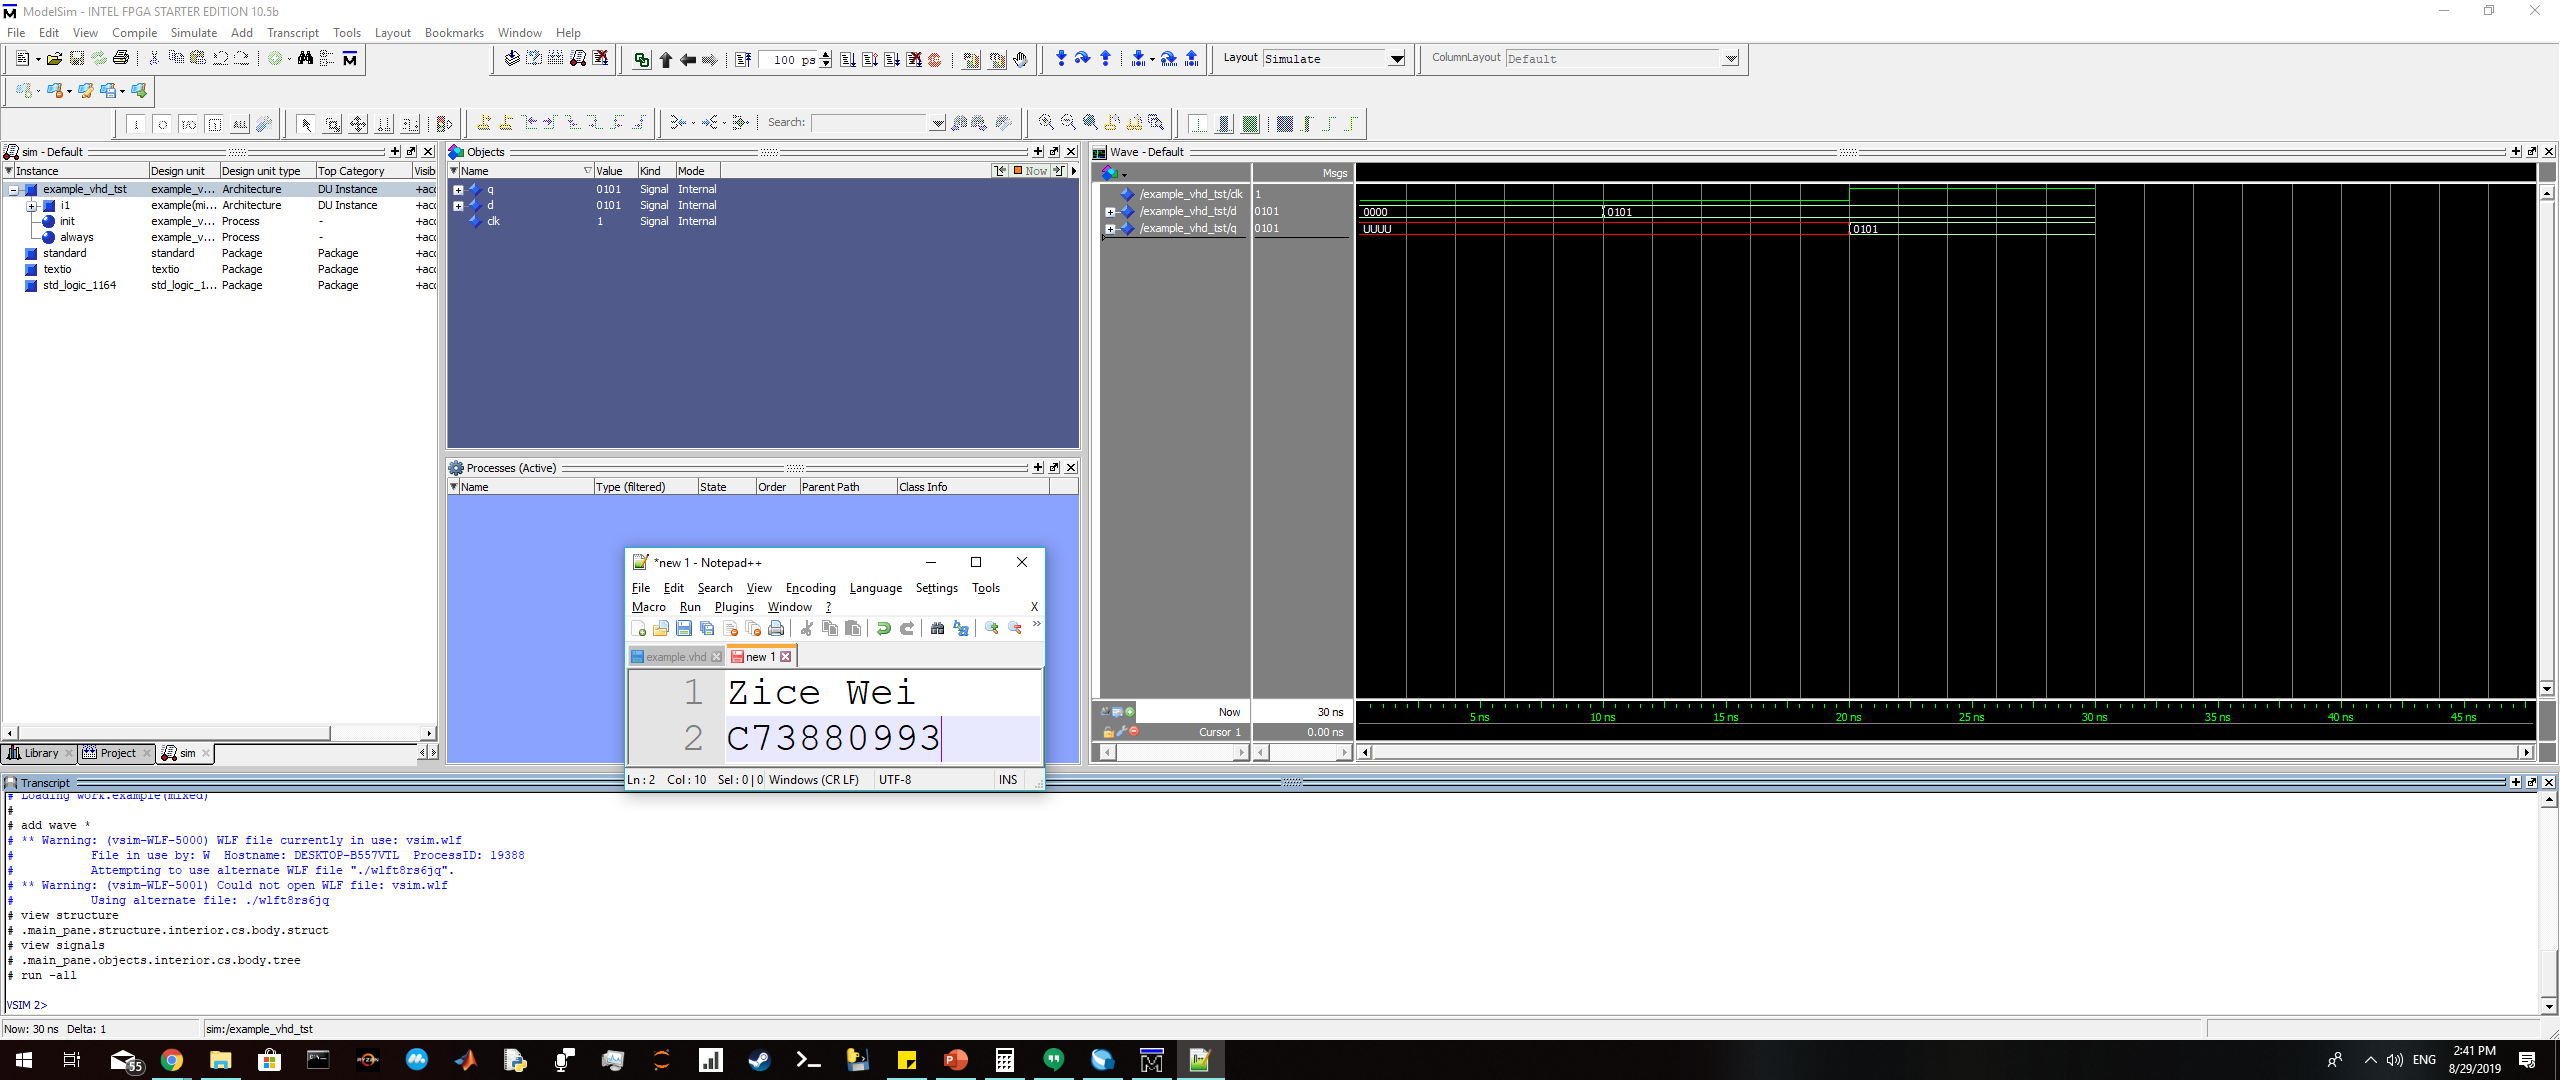 ModelSim - INTEL FPGA STARTER EDITION 10.5b
File Edit View Compile Simulate Add Transcript Tools Layout Bookmarks Window Help
100 ps
Layout Simulate
ColumnLayout Default
Search:
sim - Default
Instance Design unit Design unit type Top Category Visib
example_vhd_tst example_v... Architecture DU Instance +acc
i1 example(mi... Architecture DU Instance +acc
init example_v... Process - +acc
always example_v... Process - +acc
standard standard Package Package +acc
textio textio Package Package +acc
std_logic_1164 std_logic_1... Package Package +acc
Library Project sim
Objects
Name Value Kind Mode Now
q 0101 Signal Internal
d 0101 Signal Internal
clk 1 Signal Internal
Processes (Active)
Name Type (filtered) State Order Parent Path Class Info
*new 1 - Notepad++
File Edit Search View Encoding Language Settings Tools
Macro Run Plugins Window ? X
example.vhd new 1
1 Zice Wei
2 C73880993
Ln : 2 Col : 10 Sel : 0 | 0 Windows (CR LF) UTF-8 INS
Wave - Default
Msgs
/example_vhd_tst/clk 1
/example_vhd_tst/d 0101 0000 0101
/example_vhd_tst/q 0101 UUUU 0101
Now 30 ns 5 ns 10 ns 15 ns 20 ns 25 ns 30 ns 35 ns 40 ns 45 ns
Cursor 1 0.00 ns
Transcript
# Loading work.example(mixed)
#
# add wave *
# ** Warning: (vsim-WLF-5000) WLF file currently in use: vsim.wlf
# File in use by: W Hostname: DESKTOP-B557VTL ProcessID: 19388
# Attempting to use alternate WLF file "./wlft8rs6jq".
# ** Warning: (vsim-WLF-5001) Could not open WLF file: vsim.wlf
# Using alternate file: ./wlft8rs6jq
# view structure
# .main_pane.structure.interior.cs.body.struct
# view signals
# .main_pane.objects.interior.cs.body.tree
# run -all
VSIM 2>
Now: 30 ns Delta: 1 sim:/example_vhd_tst
55 RYZEN ENG 2:41 PM
8/29/2019